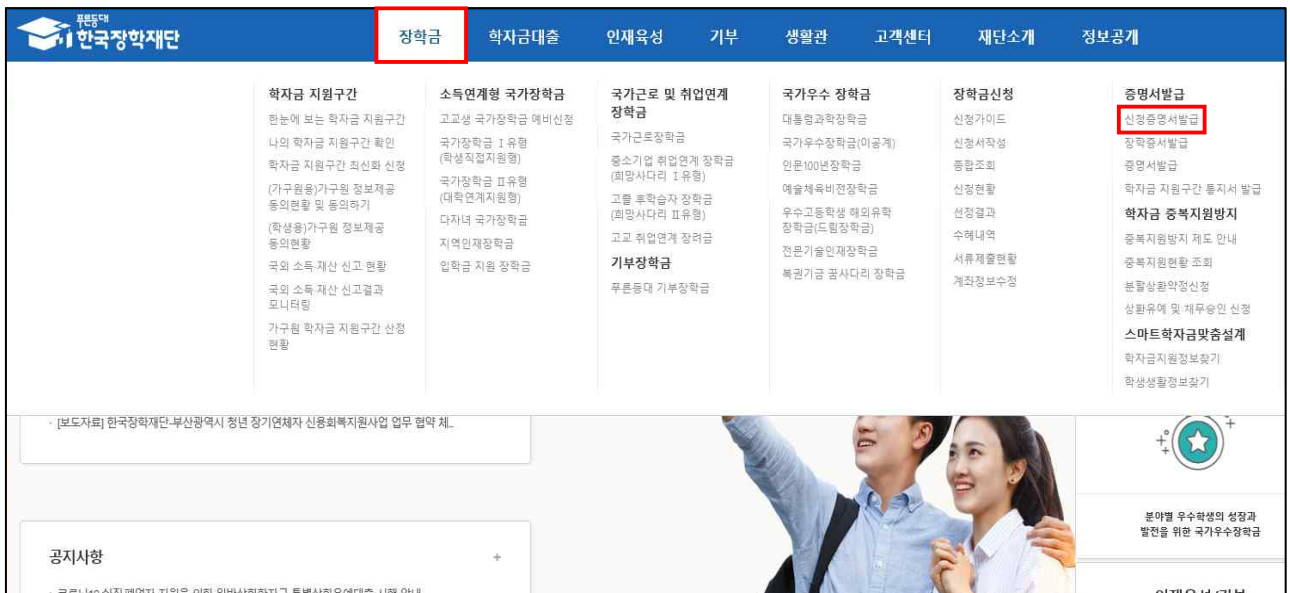 푸른등대
한국장학재단
장학금 학자금대출 인재육성 기부 생활관 고객센터 재단소개 정보공개
학자금 지원구간
한눈에 보는 학자금 지원구간
나의 학자금 지원구간 확인
학자금 지원구간 최신화 신청
(가구원용)가구원 정보제공
동의현황 및 동의하기
(학생용)가구원 정보제공
동의현황
국외 소득·재산 신고·현황
국외 소득·재산 신고결과
모니터링
가구원 학자금 지원구간 산정
현황
소득연계형 국가장학금
고교생 국가장학금 예비신청
국가장학금 Ⅰ유형
(학생직접지원형)
국가장학금 Ⅱ유형
(대학연계지원형)
다자녀 국가장학금
지역인재장학금
입학금 지원 장학금
국가근로 및 취업연계
장학금
국가근로장학금
중소기업 취업연계 장학금
(희망사다리 Ⅰ유형)
고졸 후학습자 장학금
(희망사다리 Ⅱ유형)
고교 취업연계 장려금
기부장학금
푸른등대 기부장학금
국가우수 장학금
대통령과학장학금
국가우수장학금(이공계)
인문100년장학금
예술체육비전장학금
우수고등학생 해외유학
장학금(드림장학금)
전문기술인재장학금
복권기금 꿈사다리 장학금
장학금신청
신청가이드
신청서작성
종합조회
신청현황
선정결과
수혜내역
서류제출현황
계좌정보수정
증명서발급
신청증명서발급
장학증서발급
증명서발급
학자금 지원구간 통지서 발급
학자금 중복지원방지
중복지원방지 제도 안내
중복지원현황 조회
분할상환약정신청
상환유예 및 채무승인 신청
스마트학자금맞춤설계
학자금지원정보찾기
학생생활정보찾기
· [보도자료] 한국장학재단-부산광역시 청년 장기연체자 신용회복지원사업 업무 협약 체...
공지사항 +
분야별 우수학생의 성장과
발전을 위한 국가우수장학금